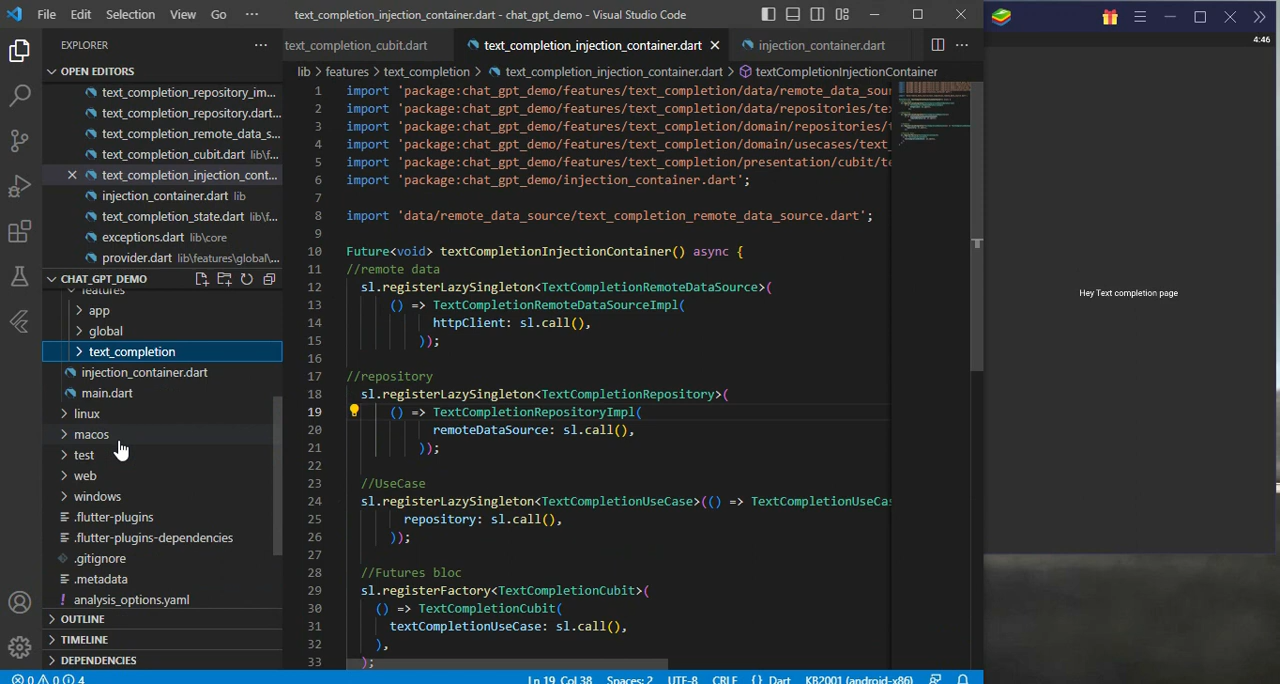 File Edit Selection View Go ··· text_completion_injection_container.dart - chat_gpt_demo - Visual Studio Code
EXPLORER ···
text_completion_cubit.dart text_completion_injection_container.dart injection_container.dart ···
4:46
OPEN EDITORS
text_completion_repository_im...
text_completion_repository.dart...
text_completion_remote_data_s...
text_completion_cubit.dart lib\f...
text_completion_injection_cont...
injection_container.dart lib
text_completion_state.dart lib\f...
exceptions.dart lib\core
provider.dart lib\features\global\...
CHAT_GPT_DEMO
features
app
global
text_completion
injection_container.dart
main.dart
linux
macos
test
web
windows
.flutter-plugins
.flutter-plugins-dependencies
.gitignore
.metadata
analysis_options.yaml
OUTLINE
TIMELINE
DEPENDENCIES
lib > features > text_completion > text_completion_injection_container.dart > textCompletionInjectionContainer
1 import 'package:chat_gpt_demo/features/text_completion/data/remote_data_sou
2 import 'package:chat_gpt_demo/features/text_completion/data/repositories/te
3 import 'package:chat_gpt_demo/features/text_completion/domain/repositories/t
4 import 'package:chat_gpt_demo/features/text_completion/domain/usecases/text_
5 import 'package:chat_gpt_demo/features/text_completion/presentation/cubit/te
6 import 'package:chat_gpt_demo/injection_container.dart';
7
8 import 'data/remote_data_source/text_completion_remote_data_source.dart';
9
10 Future<void> textCompletionInjectionContainer() async {
11 //remote data
12 sl.registerLazySingleton<TextCompletionRemoteDataSource>(
13 () => TextCompletionRemoteDataSourceImpl(
14 httpClient: sl.call(),
15 ));
16
17 //repository
18 sl.registerLazySingleton<TextCompletionRepository>(
19 () => TextCompletionRepositoryImpl(
20 remoteDataSource: sl.call(),
21 ));
22
23 //UseCase
24 sl.registerLazySingleton<TextCompletionUseCase>(() => TextCompletionUseCa
25 repository: sl.call(),
26 ));
27
28 //Futures bloc
29 sl.registerFactory<TextCompletionCubit>(
30 () => TextCompletionCubit(
31 textCompletionUseCase: sl.call(),
32 ),
33 );
Hey Text completion page
0 0 4 Ln 19, Col 38 Spaces: 2 UTF-8 CRLF {} Dart KB2001 (android-x86)